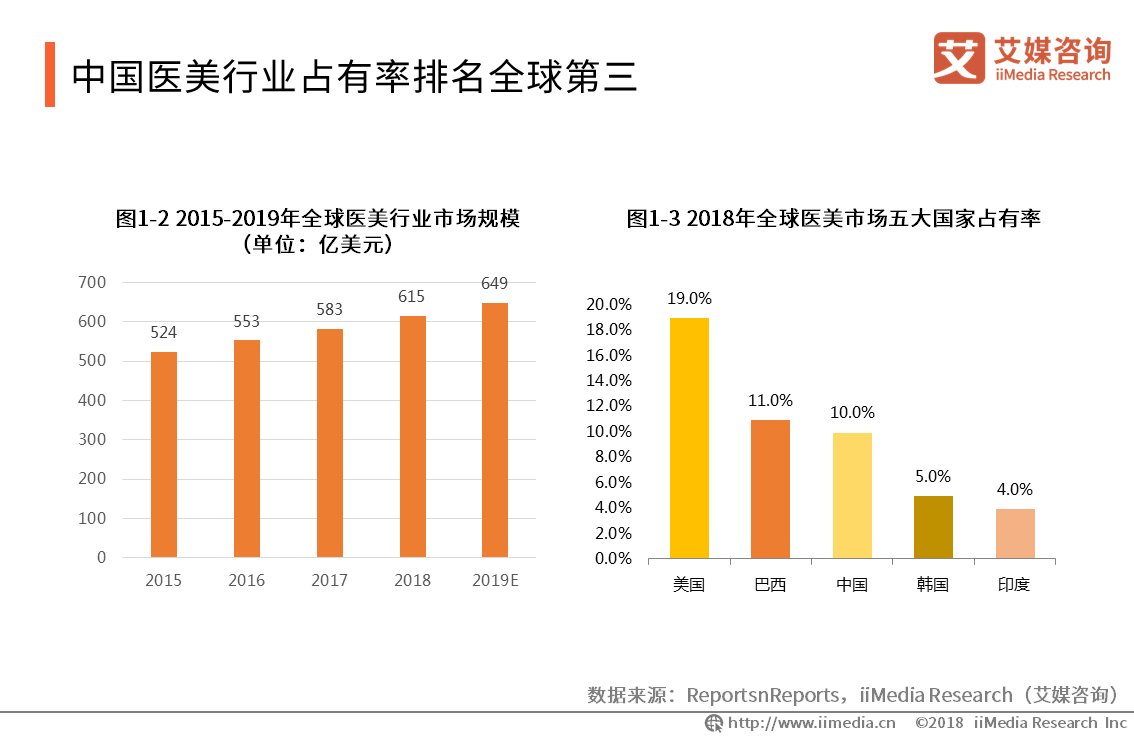 中国医美行业占有率排名全球第三
艾
艾媒咨询
iiMedia Research
图1-2 2015-2019年全球医美行业市场规模
（单位：亿美元）
700
600
500
400
300
200
100
0
524
553
583
615
649
2015
2016
2017
2018
2019E
图1-3 2018年全球医美市场五大国家占有率
20.0%
18.0%
16.0%
14.0%
12.0%
10.0%
8.0%
6.0%
4.0%
2.0%
0.0%
19.0%
11.0%
10.0%
5.0%
4.0%
美国
巴西
中国
韩国
印度
数据来源：ReportsnReports，iiMedia Research（艾媒咨询）
http://www.iimedia.cn ©2018 iiMedia Research Inc